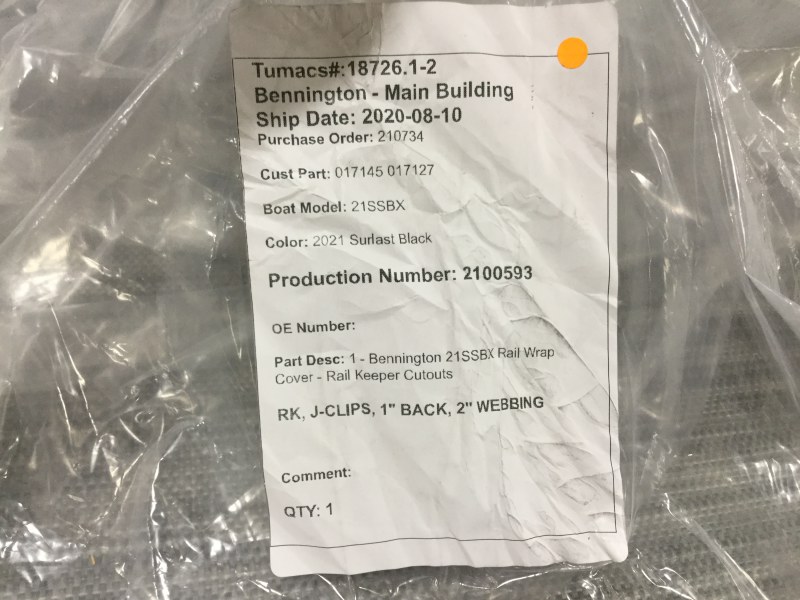 Tumacs#:18726.1-2
Bennington - Main Building
Ship Date: 2020-08-10
Purchase Order: 210734
Cust Part: 017145 017127
Boat Model: 21SSBX
Color: 2021 Surlast Black
Production Number: 2100593
OE Number:
Part Desc: 1 - Bennington 21SSBX Rail Wrap
Cover - Rail Keeper Cutouts
RK, J-CLIPS, 1" BACK, 2" WEBBING
Comment:
QTY: 1